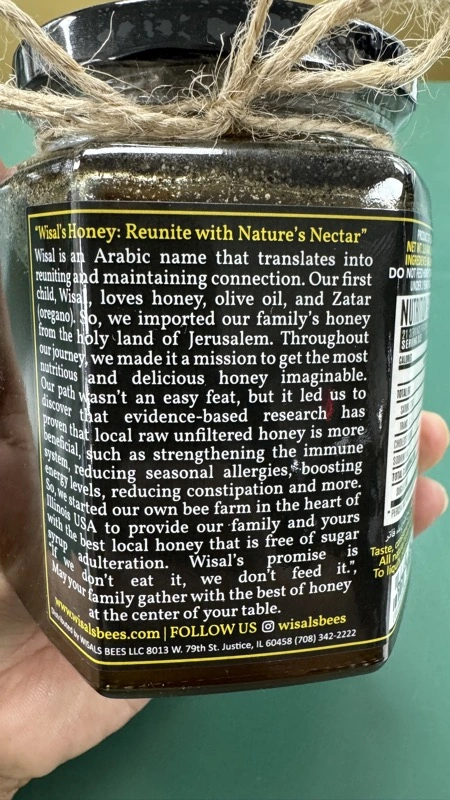 "Wisal's Honey: Reunite with Nature's Nectar"
Wisal is an Arabic name that translates into
reuniting and maintaining connection. Our first
child, Wisal, loves honey, olive oil, and Zatar
(oregano). So, we imported our family's honey
from the holy land of Jerusalem. Throughout
our journey, we made it a mission to get the most
nutritious and delicious honey imaginable.
Our path wasn't an easy feat, but it led us to
discover that evidence-based research has
proven that local raw unfiltered honey is more
beneficial, such as strengthening the immune
system, reducing seasonal allergies, boosting
energy levels, reducing constipation and more.
So, we started our own bee farm in the heart of
Illinois USA to provide our family and yours
with the best local honey that is free of sugar
syrup adulteration. Wisal's promise is
"If we don't eat it, we don't feed it.",
May your family gather with the best of honey
at the center of your table.
www.wisalsbees.com | FOLLOW US wisalsbees
Distributed by WISALS BEES LLC 8013 W. 79th St. Justice, IL 60458 (708) 342-2222
NET WT.
INGREDIENT
DO NOT FEED
UNDER
SERVING
Taste,
All n
To li